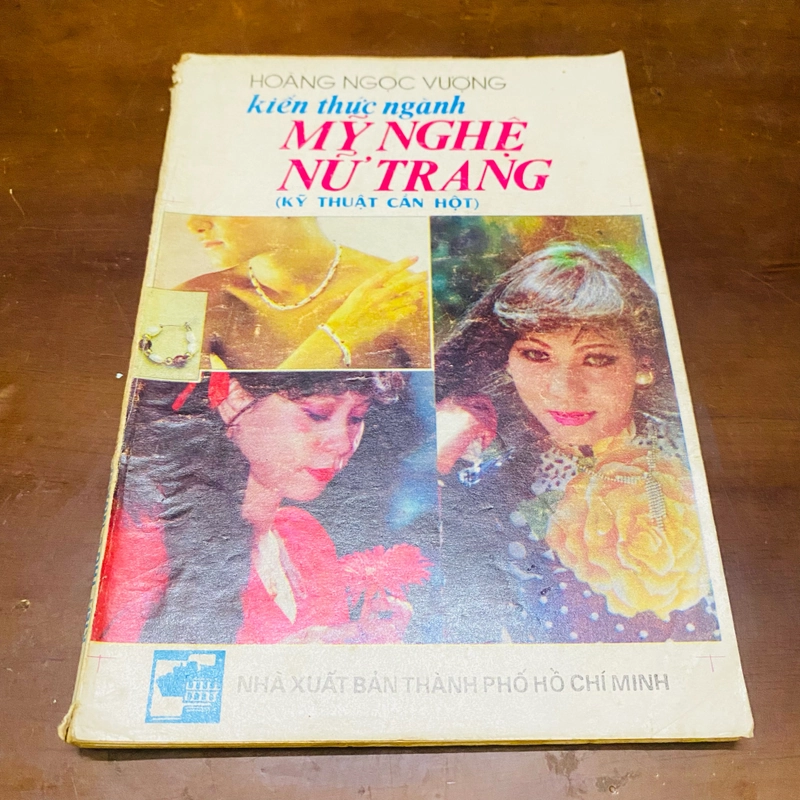 HOÀNG NGỌC VƯỢNG
kiến thức ngành
MỸ NGHỆ
NỮ TRANG
(KỸ THUẬT CẨN HỘT)
NHÀ XUẤT BẢN THÀNH PHỐ HỒ CHÍ MINH